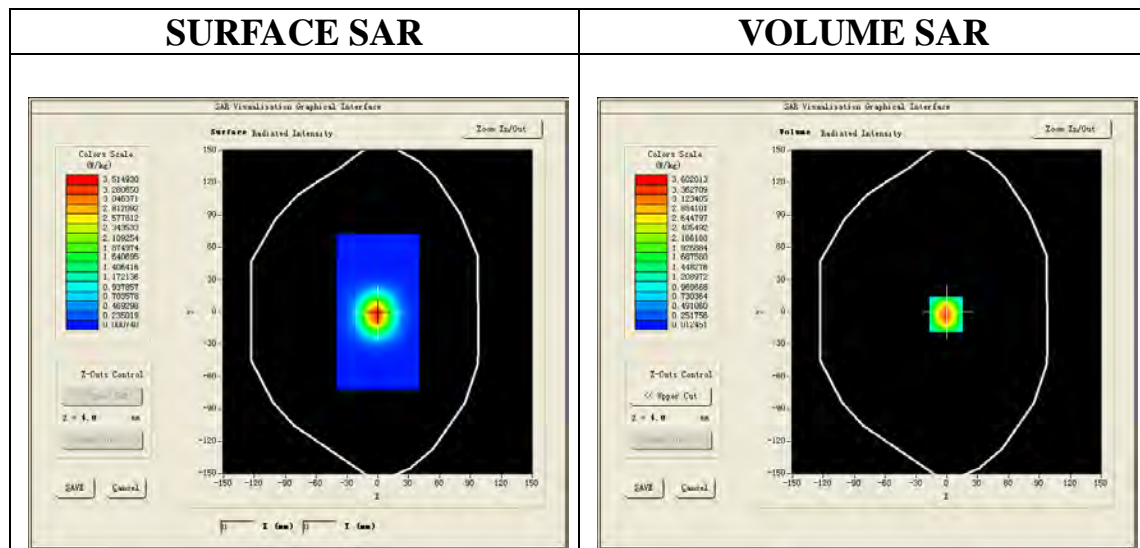 SURFACE SAR
SAR Visualisation Graphical Interface
Surface Radiated Intensity
Zoom In/Out
Colors Scale
(W/kg)
3.514930
3.280650
3.046371
2.812092
2.577812
2.343533
2.109254
1.874974
1.640695
1.406416
1.172136
0.937857
0.703578
0.469298
0.235019
0.000740
150
120
90
60
30
0
-30
-60
-90
-120
-150
-150 -120 -90 -60 -30 0 30 60 90 120 150
X
Z-Cuts Control
Z = 4.0 mm
SAVE Cancel
0 X (mm) 0 Y (mm)
VOLUME SAR
SAR Visualisation Graphical Interface
Volume Radiated Intensity
Zoom In/Out
Colors Scale
(W/kg)
3.602013
3.362709
3.123405
2.884101
2.644797
2.405492
2.166188
1.926884
1.687580
1.448276
1.208972
0.969668
0.730364
0.491060
0.251756
0.012451
150
120
90
60
30
0
-30
-60
-90
-120
-150
-150 -120 -90 -60 -30 0 30 60 90 120 150
X
Z-Cuts Control
<< Upper Cut
Z = 4.0 mm
SAVE Cancel